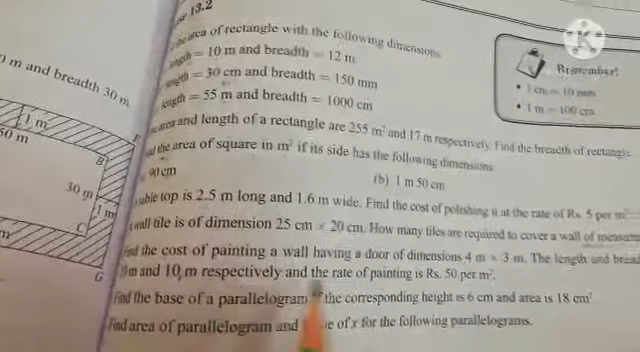 13.2
area of rectangle with the following dimensions
= 10 m and breadth = 12 m
= 30 cm and breadth = 150 mm
length = 55 m and breadth = 1000 cm
Remember!
• 1 cm = 10 mm
• 1 m = 100 cm
and length of a rectangle are 255 m² and 17 m respectively. Find the breadth of rectangle
the area of square in m² if its side has the following dimensions
90 cm
(b) 1 m 50 cm
table top is 2.5 m long and 1.6 m wide. Find the cost of polishing it at the rate of Rs. 5 per m²
wall tile is of dimension 25 cm × 20 cm. How many tiles are required to cover a wall of
Find the cost of painting a wall having a door of dimensions 4 m × 3 m. The length and
m and 10 m respectively and the rate of painting is Rs. 50 per m².
Find the base of a parallelogram if the corresponding height is 6 cm and area is 18 cm²
Find area of parallelogram and of x for the following parallelograms.
m and breadth 30 m
1 m
50 m
B
30 m
1 m
C
m
G
K